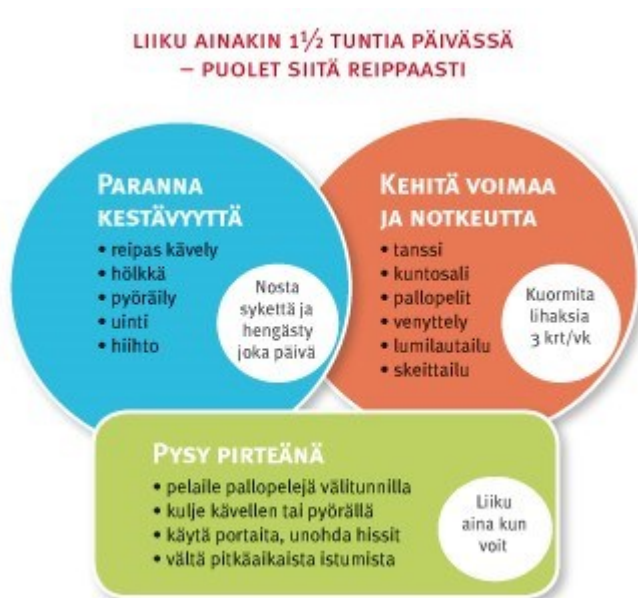 LIIKU AINAKIN 1½ TUNTIA PÄIVÄSSÄ
– PUOLET SIITÄ REIPPAASTI
PARANNA
KESTÄVYYTTÄ
• reipas kävely
• hölkkä
• pyöräily
• uinti
• hiihto
Nosta
sykettä ja
hengästy
joka päivä
KEHITÄ VOIMAA
JA NOTKEUTTA
• tanssi
• kuntosali
• pallopelit
• venyttely
• lumilautailu
• skeittailu
Kuormita
lihaksia
3 krt/vk
PYSY PIRTEÄNÄ
• pelaile pallopelejä välitunnilla
• kulje kävellen tai pyörällä
• käytä portaita, unohda hissit
• vältä pitkäaikaista istumista
Liiku
aina kun
voit